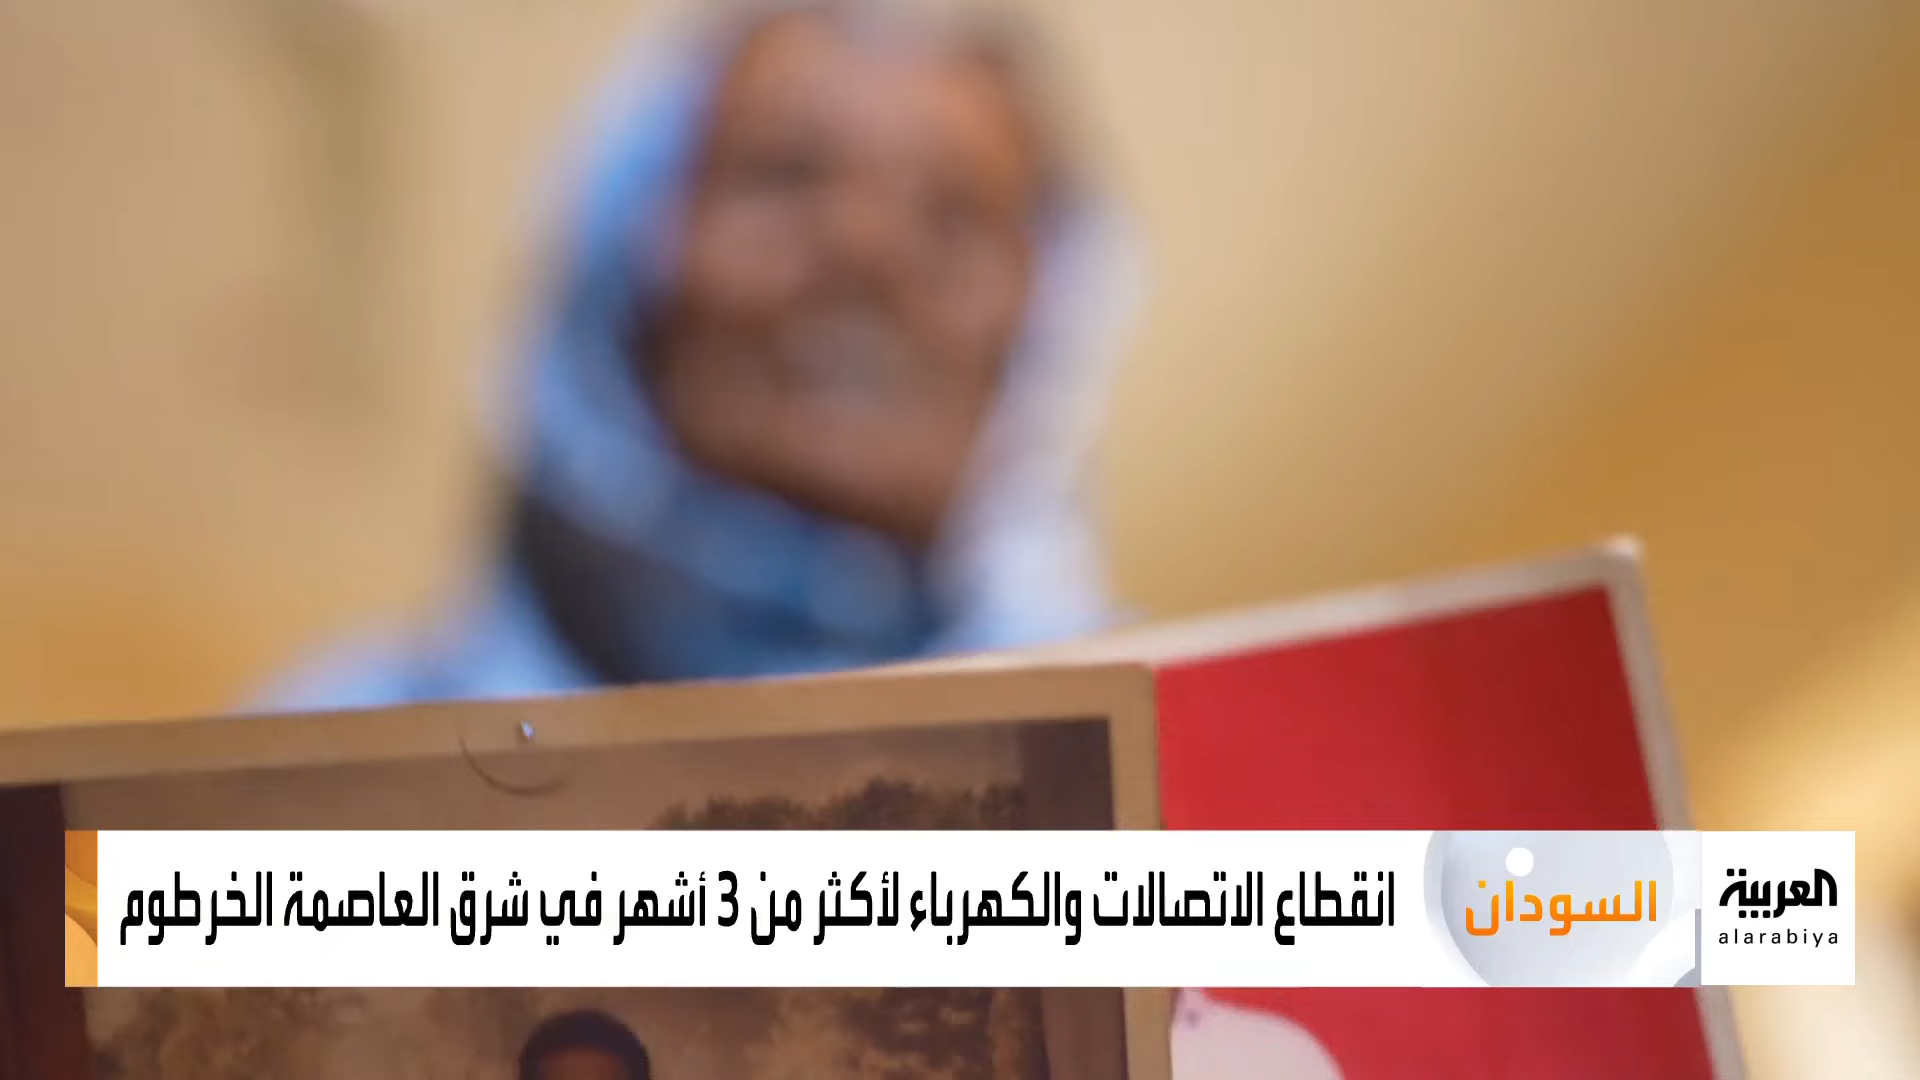 العربية
alarabiya
السودان
انقطاع الاتصالات والكهرباء لأكثر من 3 أشهر في شرق العاصمة الخرطوم